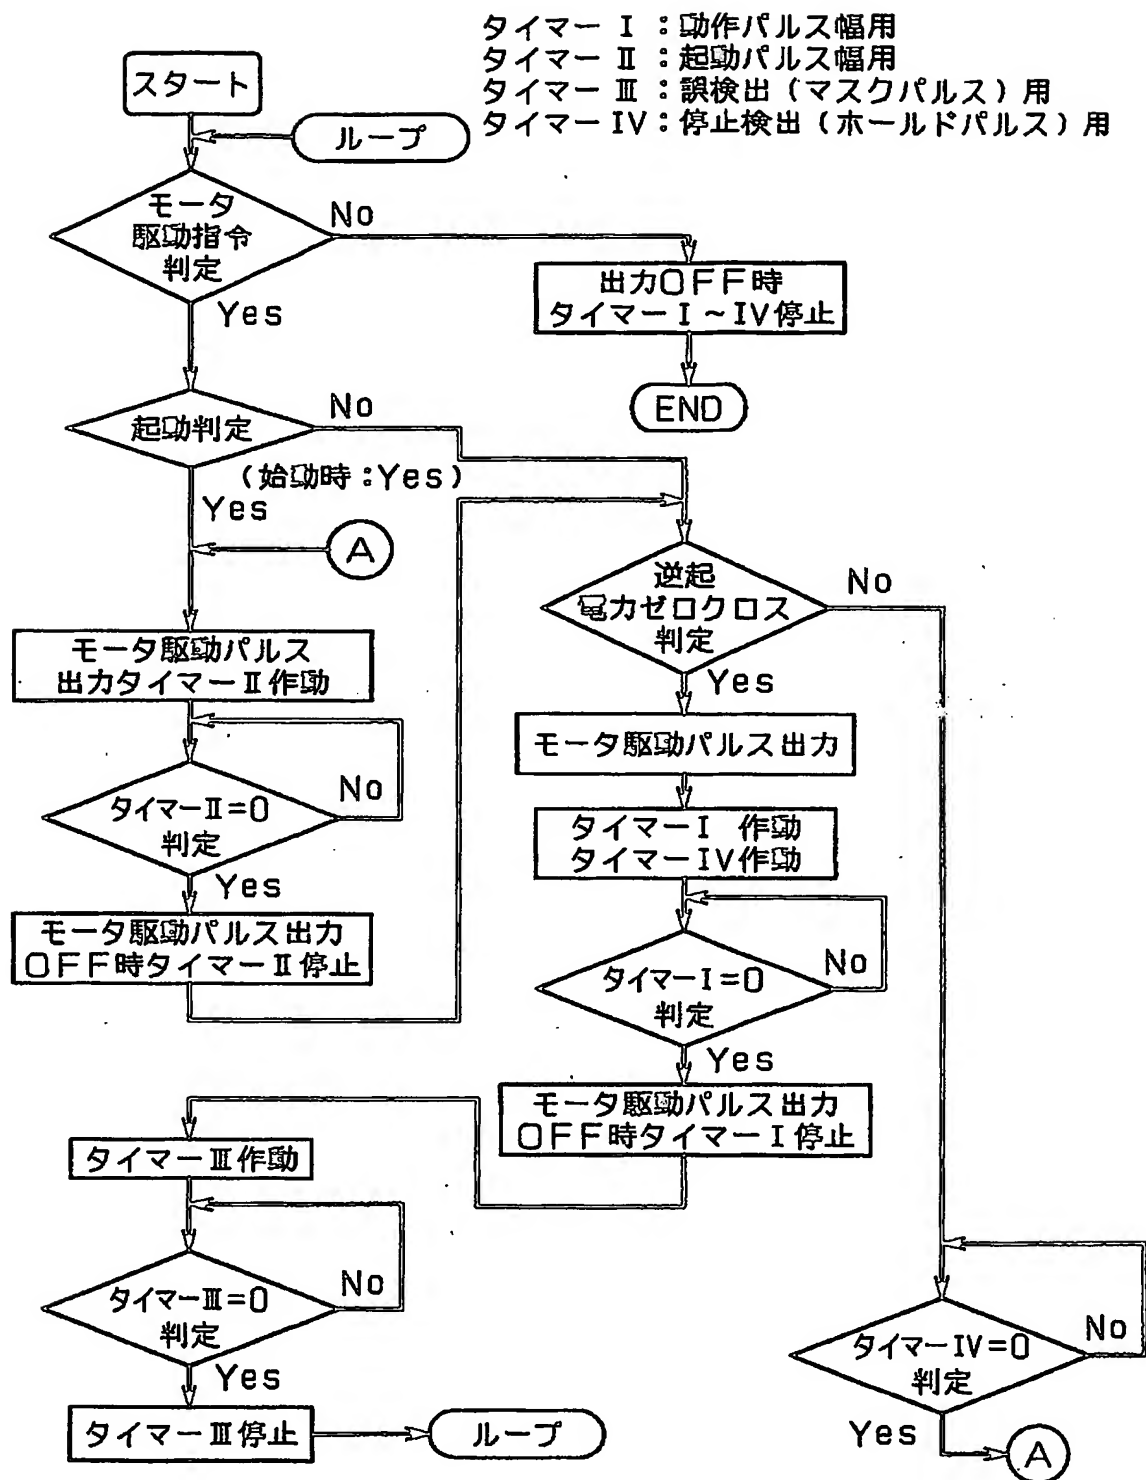 タイマー Ⅰ：動作パルス幅用
タイマー Ⅱ：起動パルス幅用
タイマー Ⅲ：誤検出（マスクパルス）用
タイマー Ⅳ：停止検出（ホールドパルス）用
スタート
ループ
モータ
駆動指令
判定
No
Yes
出力OFF時
タイマーⅠ～Ⅳ停止
END
起動判定
No
(始動時：Yes)
Yes
A
モータ駆動パルス
出力タイマーⅡ作動
タイマーⅡ=0
判定
No
Yes
モータ駆動パルス出力
OFF時タイマーⅡ停止
逆起
電力ゼロクロス
判定
No
Yes
モータ駆動パルス出力
タイマーⅠ 作動
タイマーⅣ作動
タイマーⅠ=0
判定
No
Yes
モータ駆動パルス出力
OFF時タイマーⅠ停止
タイマーⅢ作動
タイマーⅢ=0
判定
No
Yes
タイマーⅢ停止
ループ
タイマーⅣ=0
判定
No
Yes
A